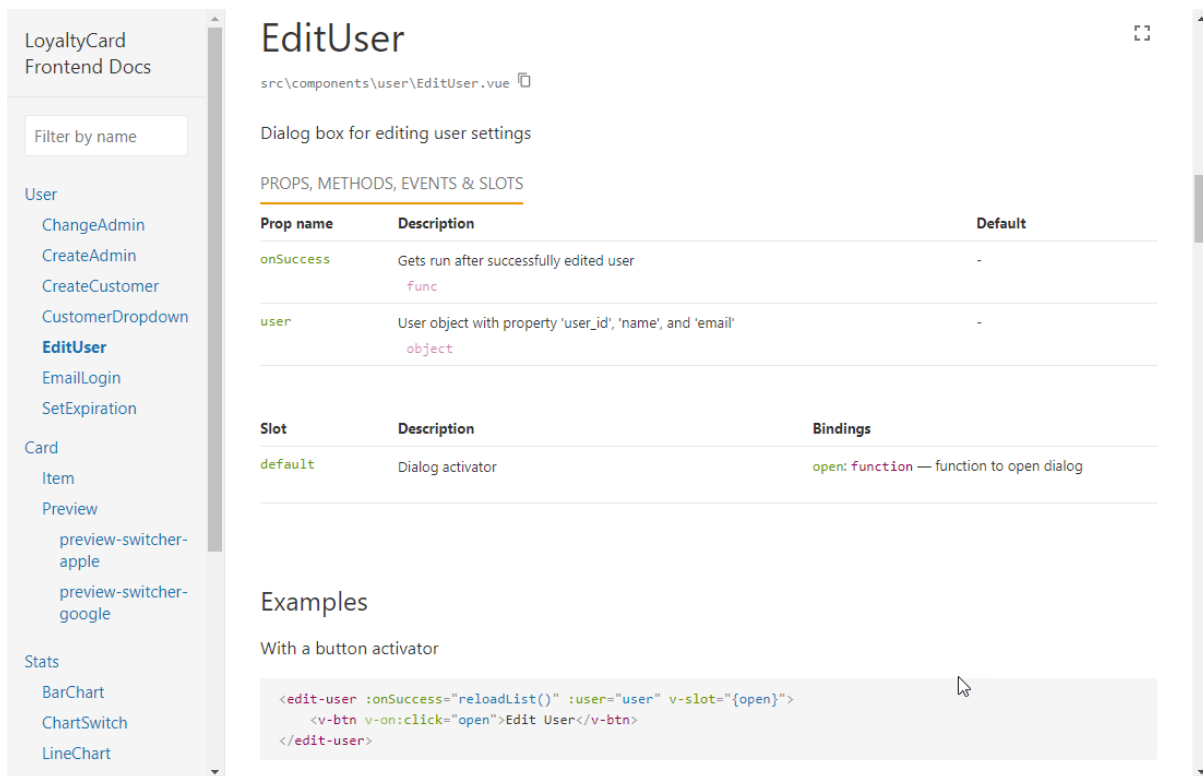 LoyaltyCard
Frontend Docs
Filter by name
User
ChangeAdmin
CreateAdmin
CreateCustomer
CustomerDropdown
EditUser
EmailLogin
SetExpiration
Card
Item
Preview
preview-switcher-
apple
preview-switcher-
google
Stats
BarChart
ChartSwitch
LineChart
EditUser
src\components\user\EditUser.vue
Dialog box for editing user settings
PROPS, METHODS, EVENTS & SLOTS
Prop name Description Default
onSuccess Gets run after successfully edited user -
func
user User object with property 'user_id', 'name', and 'email' -
object
Slot Description Bindings
default Dialog activator open: function — function to open dialog
Examples
With a button activator
<edit-user :onSuccess="reloadList()" :user="user" v-slot="{open}">
<v-btn v-on:click="open">Edit User</v-btn>
</edit-user>